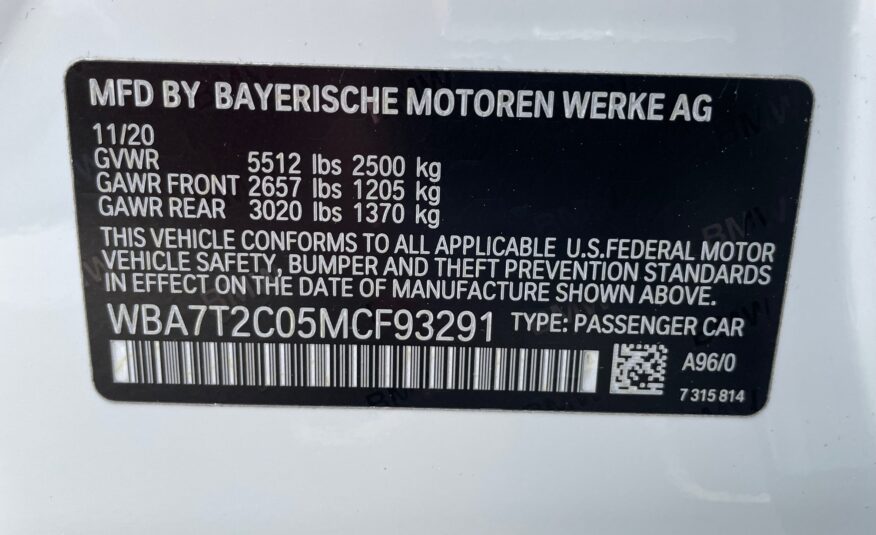 MFD BY BAYERISCHE MOTOREN WERKE AG
11/20
GVWR 5512 lbs 2500 kg
GAWR FRONT 2657 lbs 1205 kg
GAWR REAR 3020 lbs 1370 kg
THIS VEHICLE CONFORMS TO ALL APPLICABLE U.S.FEDERAL MOTOR
VEHICLE SAFETY, BUMPER AND THEFT PREVENTION STANDARDS
IN EFFECT ON THE DATE OF MANUFACTURE SHOWN ABOVE.
WBA7T2C05MCF93291 TYPE: PASSENGER CAR
A96/0
7 315 814